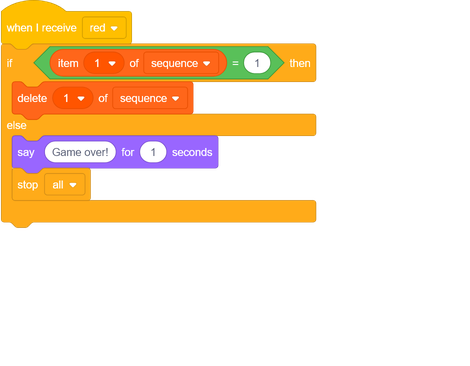 when I receive red
if item 1 of sequence = 1 then
delete 1 of sequence
else
say Game over! for 1 seconds
stop all